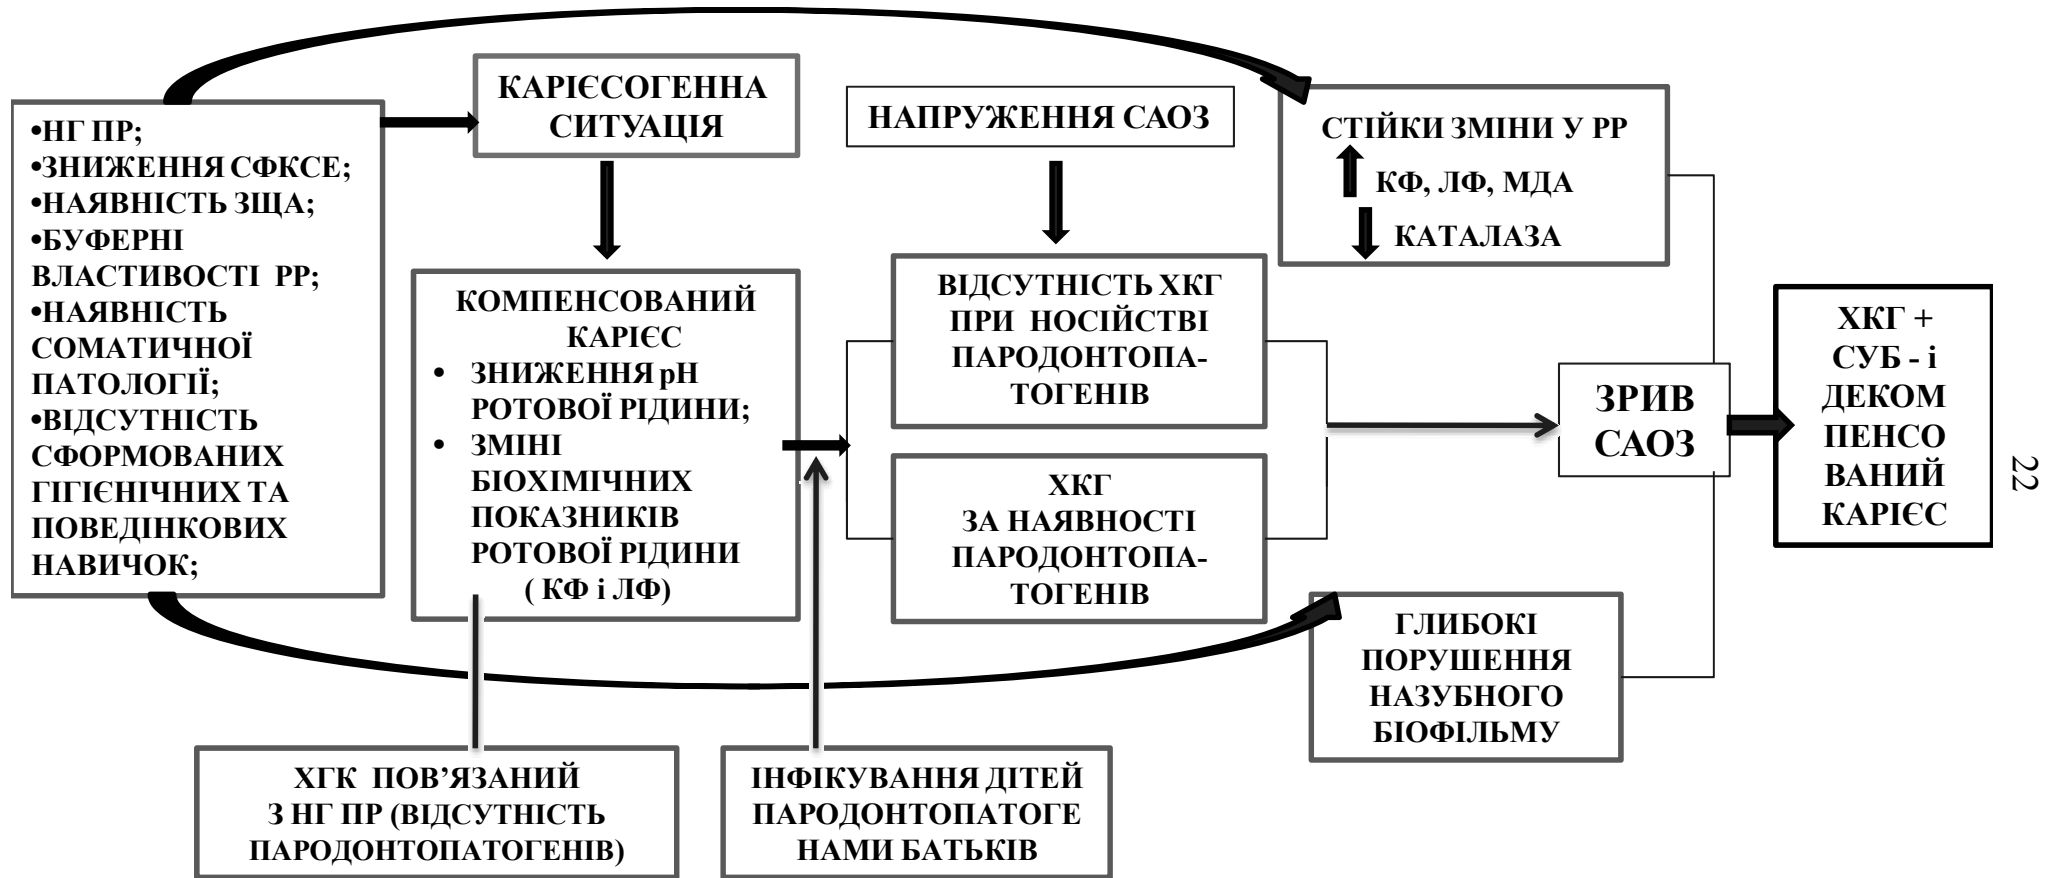 •НГ ПР;
•ЗНИЖЕННЯ СФКСЕ;
•НАЯВНІСТЬ ЗЩА;
•БУФЕРНІ
ВЛАСТИВОСТІ РР;
•НАЯВНІСТЬ
СОМАТИЧНОЇ
ПАТОЛОГІЇ;
•ВІДСУТНІСТЬ
СФОРМОВАНИХ
ГІГІЄНІЧНИХ ТА
ПОВЕДІНКОВИХ
НАВИЧОК;
КАРІЄСОГЕННА
СИТУАЦІЯ
КОМПЕНСОВАНИЙ
КАРІЄС
• ЗНИЖЕННЯ рН
РОТОВОЇ РІДИНИ;
• ЗМІНІ
БІОХІМІЧНИХ
ПОКАЗНИКІВ
РОТОВОЇ РІДИНИ
( КФ і ЛФ)
ХГК ПОВ’ЯЗАНИЙ
З НГ ПР (ВІДСУТНІСТЬ
ПАРОДОНТОПАТОГЕНІВ)
ІНФІКУВАННЯ ДІТЕЙ
ПАРОДОНТОПАТОГЕ
НАМИ БАТЬКІВ
НАПРУЖЕННЯ САОЗ
ВІДСУТНІСТЬ ХКГ
ПРИ НОСІЙСТВІ
ПАРОДОНТОПА-
ТОГЕНІВ
ХКГ
ЗА НАЯВНОСТІ
ПАРОДОНТОПА-
ТОГЕНІВ
СТІЙКИ ЗМІНИ У РР
КФ, ЛФ, МДА
КАТАЛАЗА
ГЛИБОКІ
ПОРУШЕННЯ
НАЗУБНОГО
БІОФІЛЬМУ
ЗРИВ
САОЗ
ХКГ +
СУБ - і
ДЕКОМ
ПЕНСО
ВАНИЙ
КАРІЄС
22